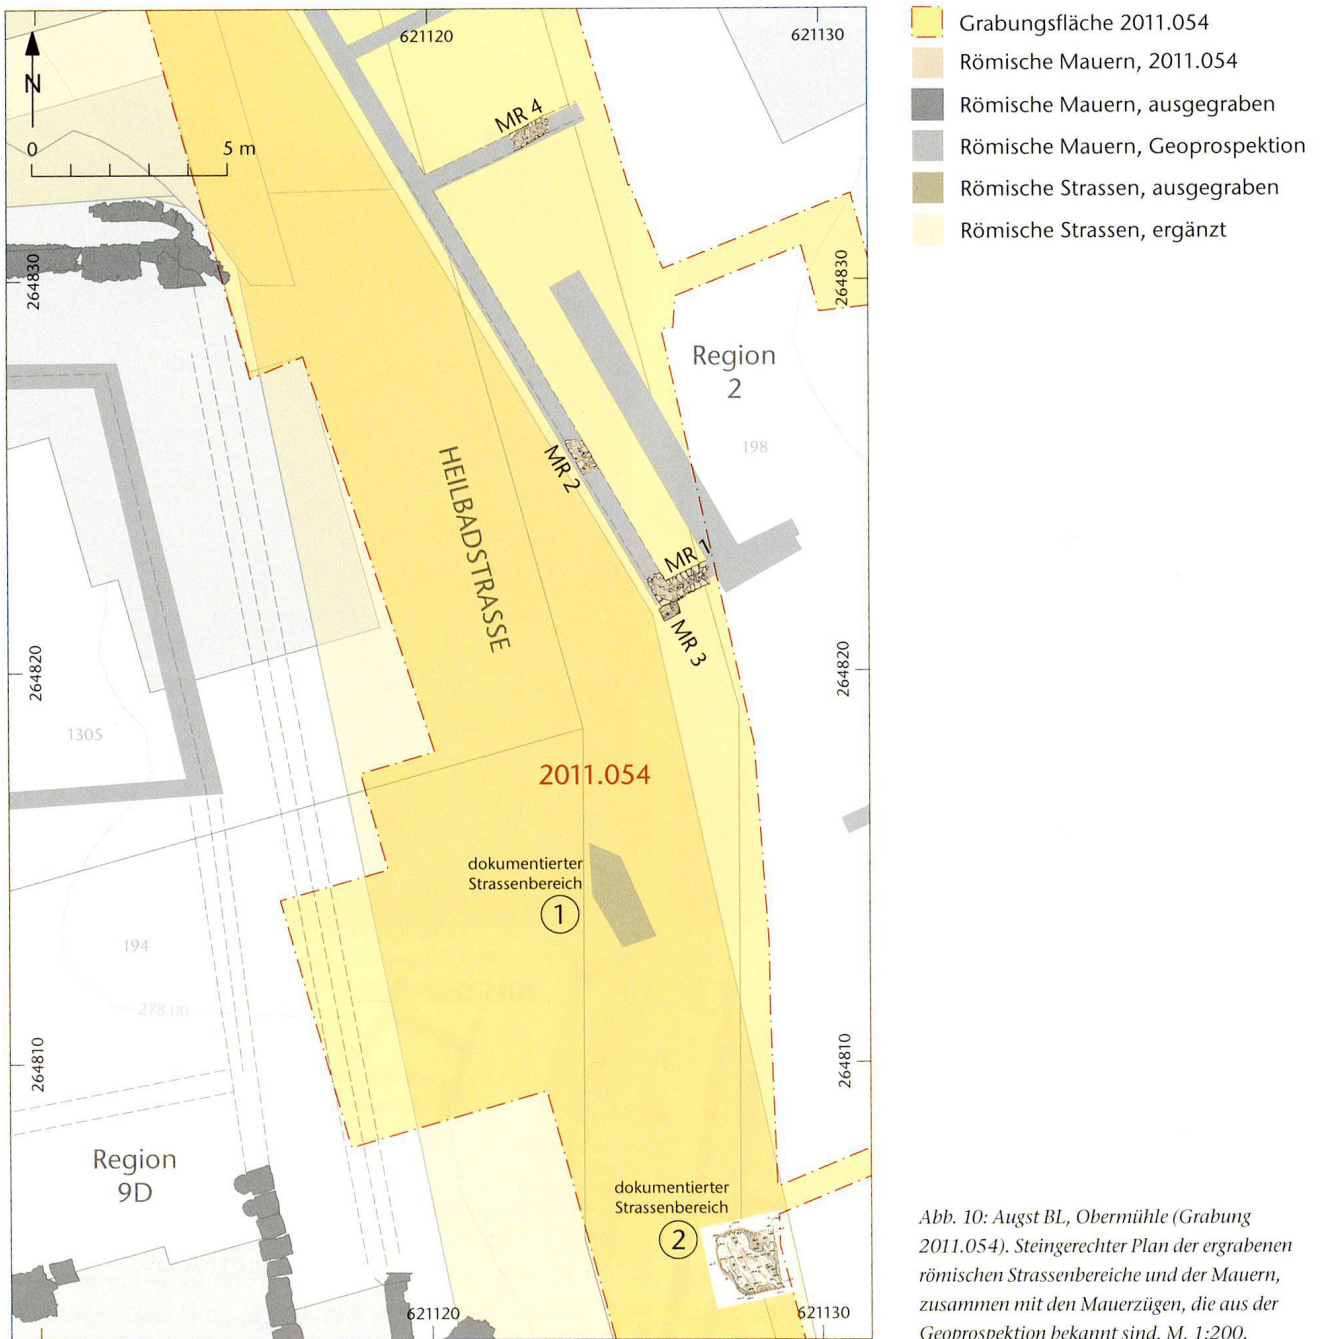 621120
621130
N
0
5 m
MR 4
264830
264830
Region
2
198
MR 2
HEILBADSTRASSE
MR 1
MR 3
264820
264820
1305
2011.054
dokumentierter
Strassenbereich
1
194
278.00
264810
264810
Region
9D
dokumentierter
Strassenbereich
2
621120
621130
Grabungsfläche 2011.054
Römische Mauern, 2011.054
Römische Mauern, ausgegraben
Römische Mauern, Geoprospektion
Römische Strassen, ausgegraben
Römische Strassen, ergänzt
Abb. 10: Augst BL, Obermühle (Grabung
2011.054). Steingerechter Plan der ergrabenen
römischen Strassenbereiche und der Mauern,
zusammen mit den Mauerzügen, die aus der
Geoprospektion bekannt sind. M. 1:200.